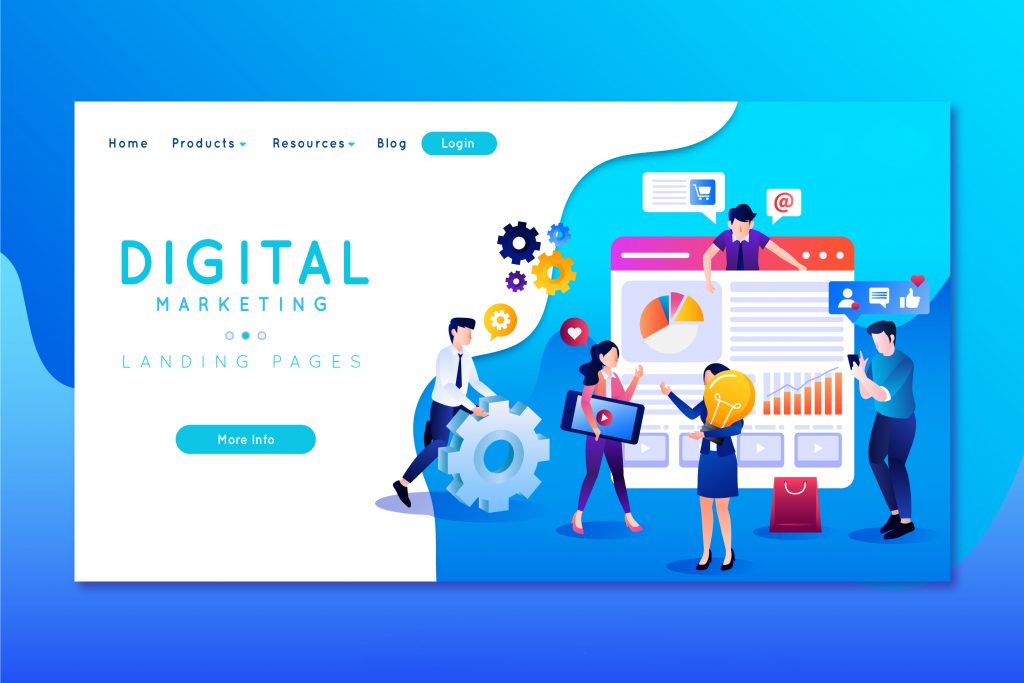 Home Products Resources Blog Login
DIGITAL
MARKETING
LANDING PAGES
More Info
@